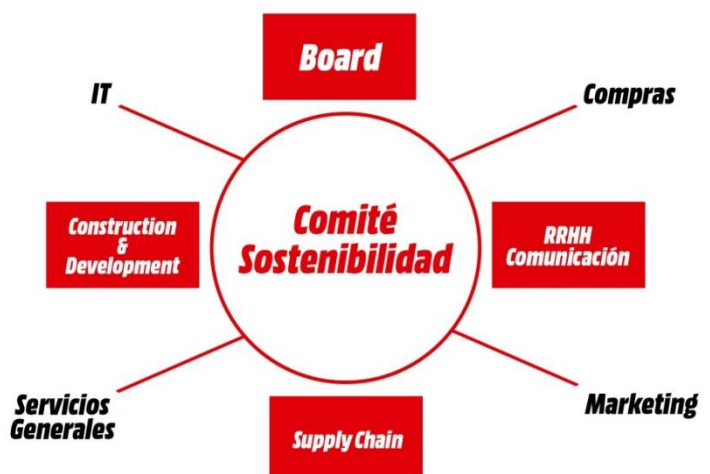 Board
IT
Compras
Construction
&
Development
Comité
Sostenibilidad
RRHH
Comunicación
Servicios
Generales
Supply Chain
Marketing